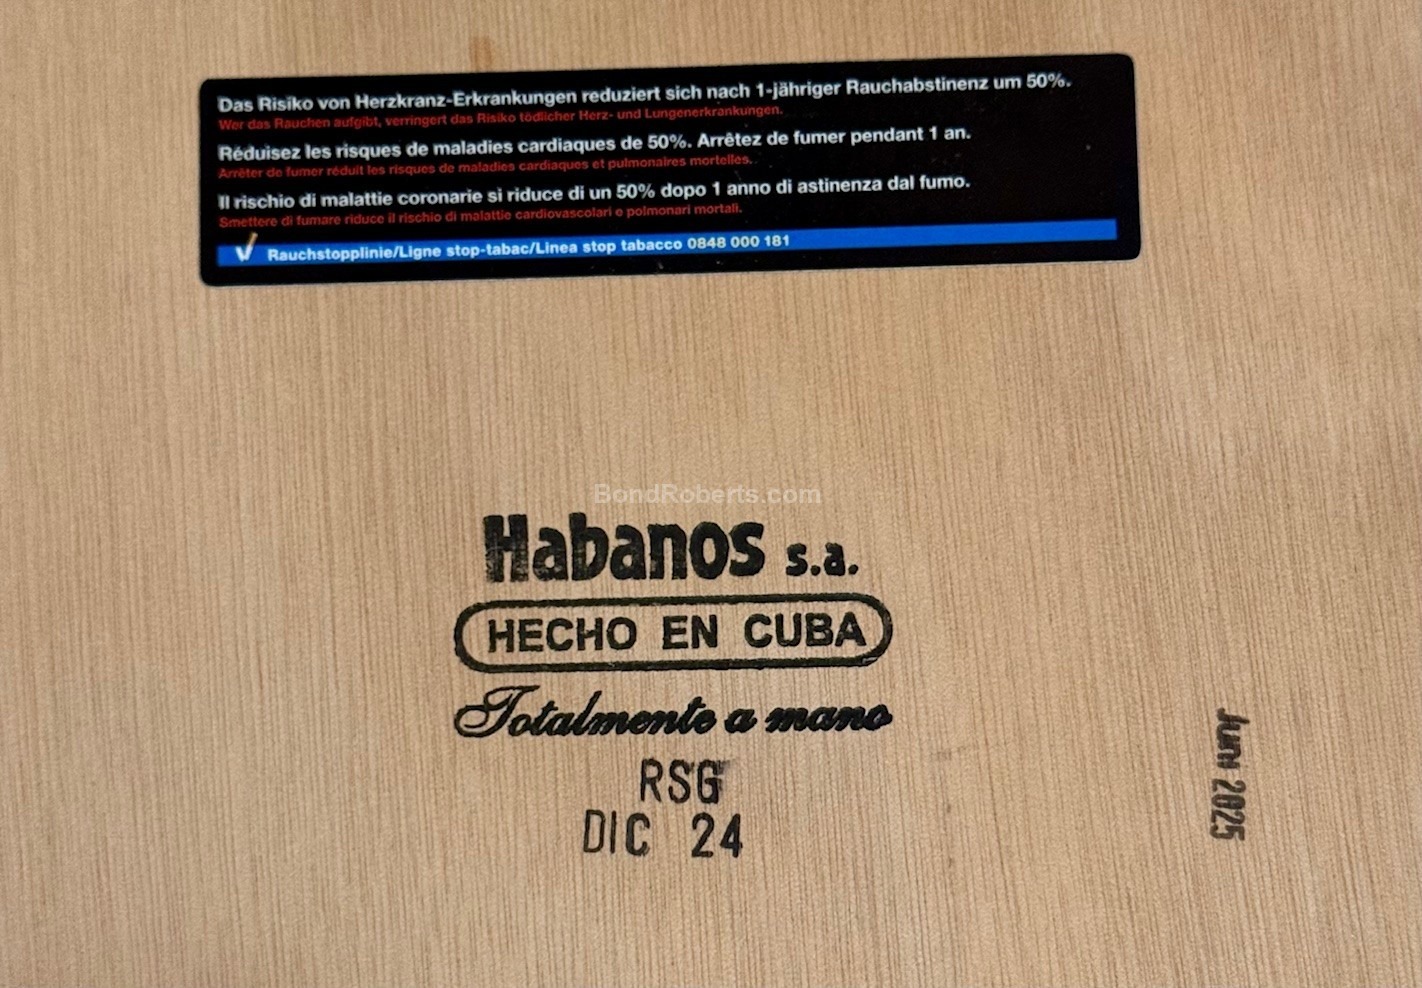 Das Risiko von Herzkranz-Erkrankungen reduziert sich nach 1-jähriger Rauchabstinenz um 50%.
Wer das Rauchen aufgibt, verringert das Risiko tödlicher Herz- und Lungenerkrankungen.
Réduisez les risques de maladies cardiaques de 50%. Arrêtez de fumer pendant 1 an.
Arrêter de fumer réduit les risques de maladies cardiaques et pulmonaires mortelles.
Il rischio di malattie coronarie si riduce di un 50% dopo 1 anno di astinenza dal fumo.
Smettere di fumare riduce il rischio di malattie cardiovascolari e polmonari mortali.
Rauchstopplinie/Ligne stop-tabac/Linea stop tabacco 0848 000 181
BondRoberts.com
Habanos s.a.
HECHO EN CUBA
Totalmente a mano
RSG
DIC 24
Juni 2025